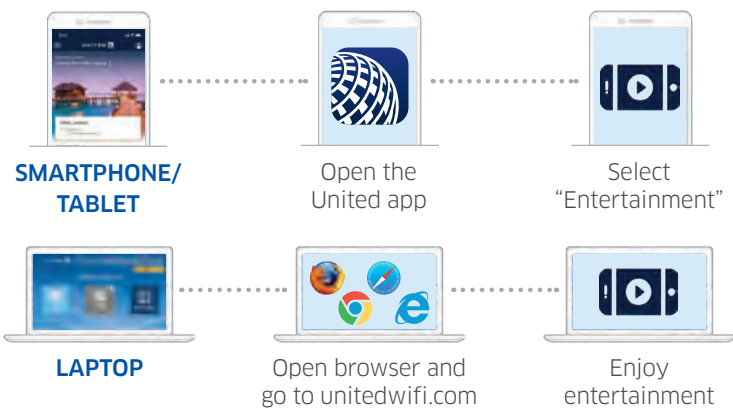 SMARTPHONE/
TABLET
Open the
United app
Select
“Entertainment”
LAPTOP
Open browser and
go to unitedwifi.com
Enjoy
entertainment